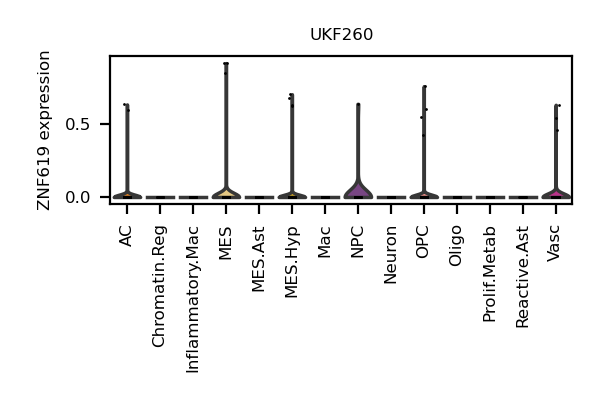 UKF260
ZNF619 expression
0.5
0.0
AC
Chromatin.Reg
Inflammatory.Mac
MES
MES.Ast
MES.Hyp
Mac
NPC
Neuron
OPC
Oligo
Prolif.Metab
Reactive.Ast
Vasc